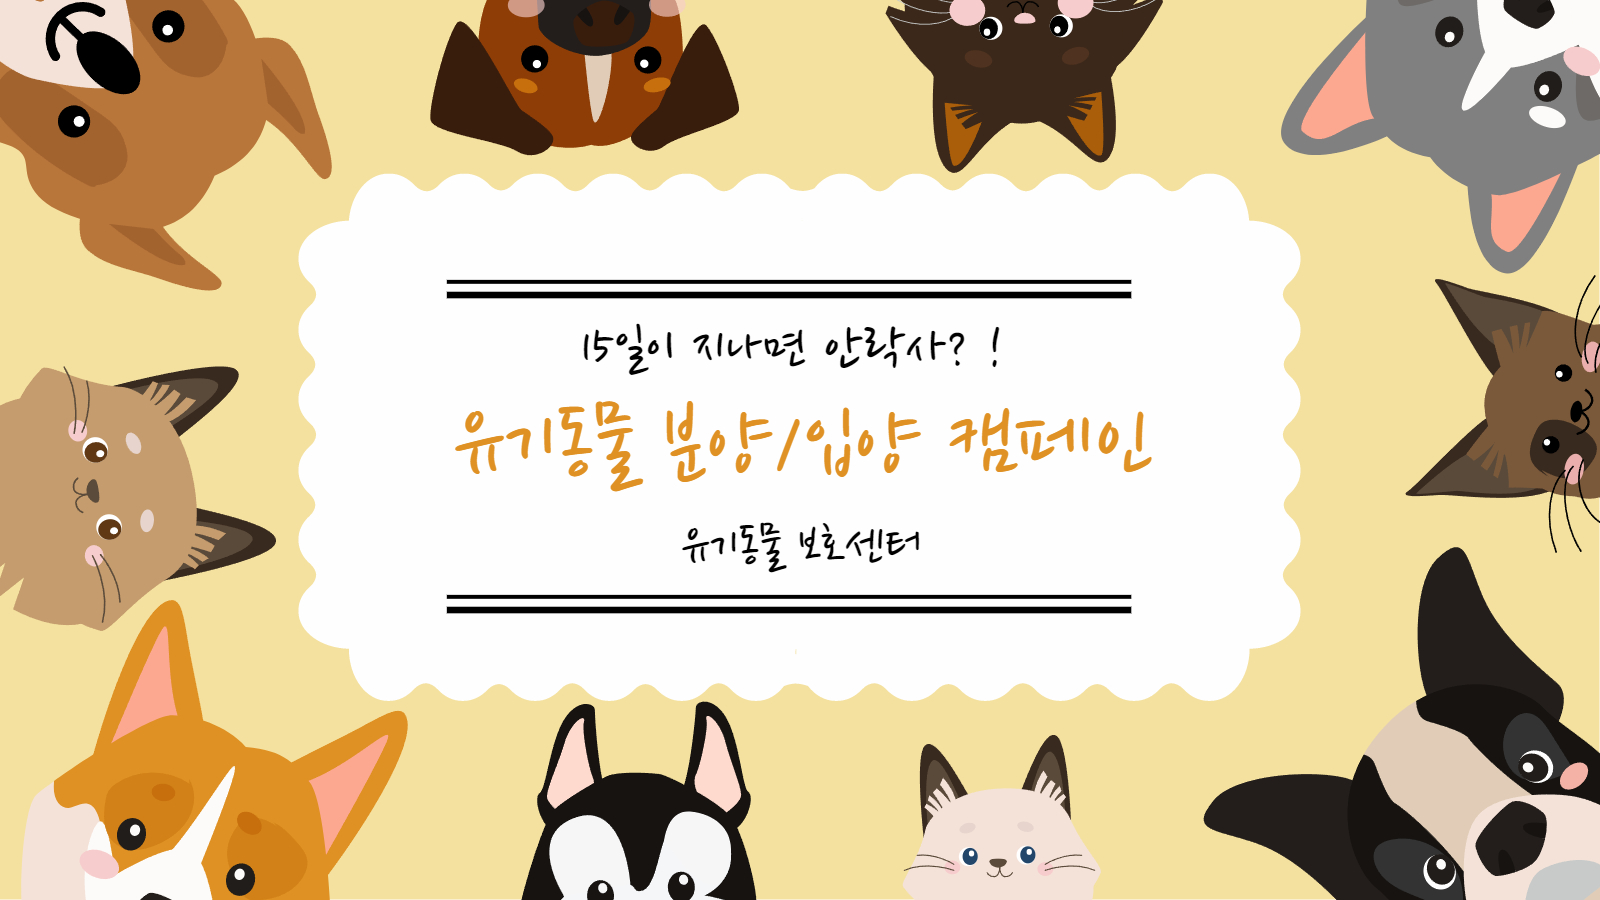 15일이 지나면 안락사? !
유기동물 분양/입양 캠페인
유기동물 보호센터